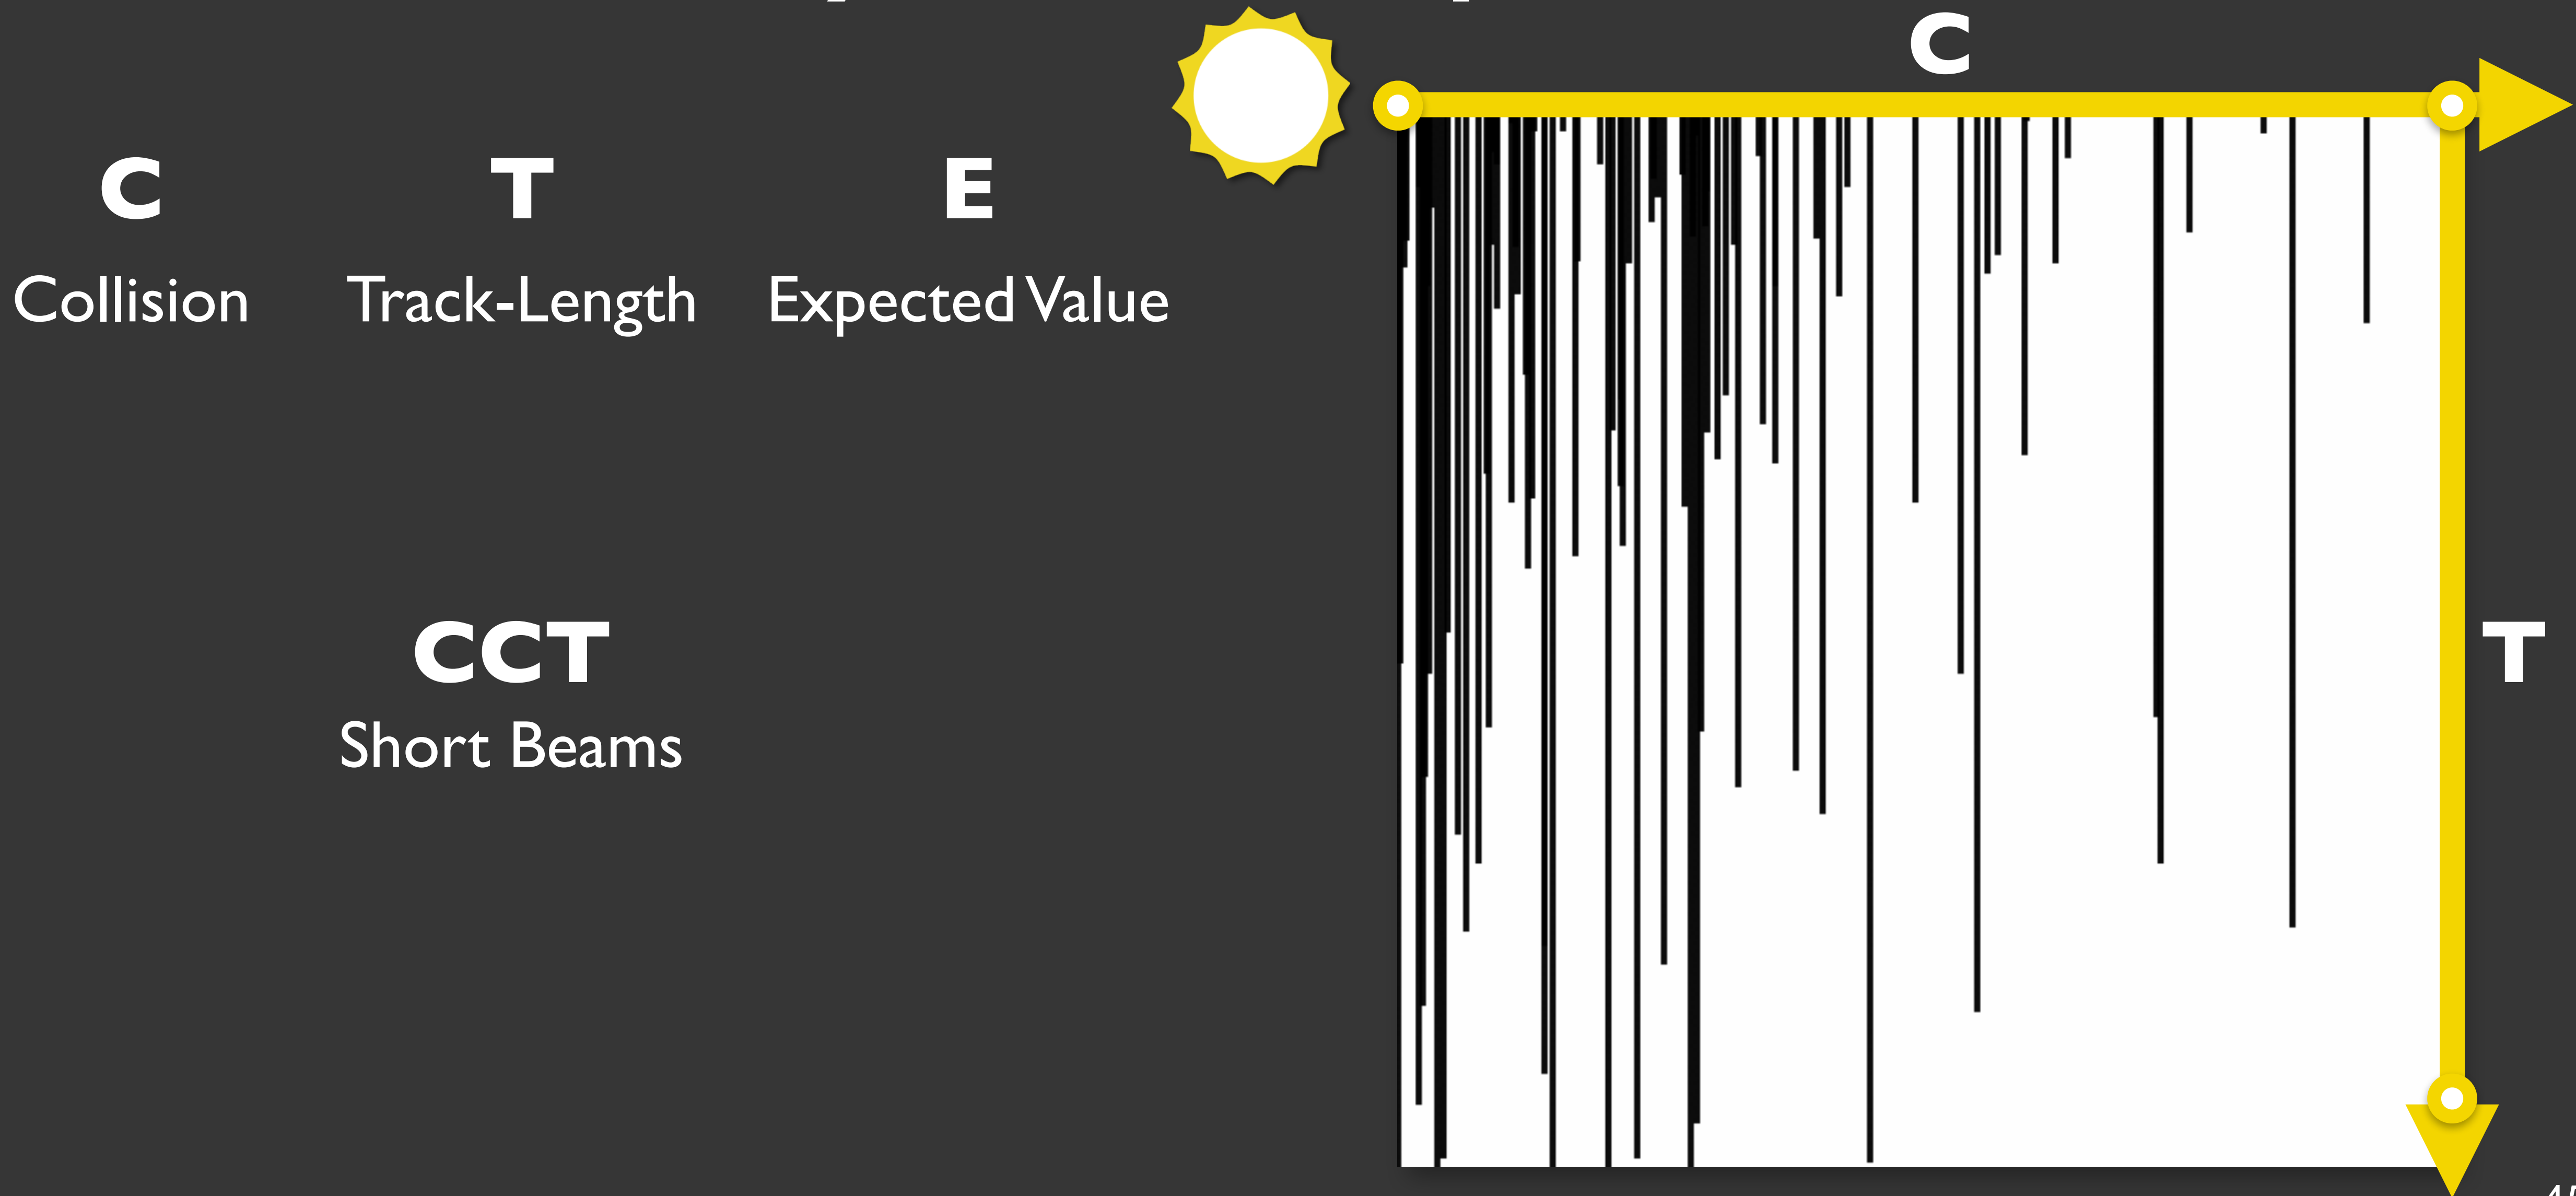 C
C T E
Collision Track-Length Expected Value
CCT
T
Short Beams